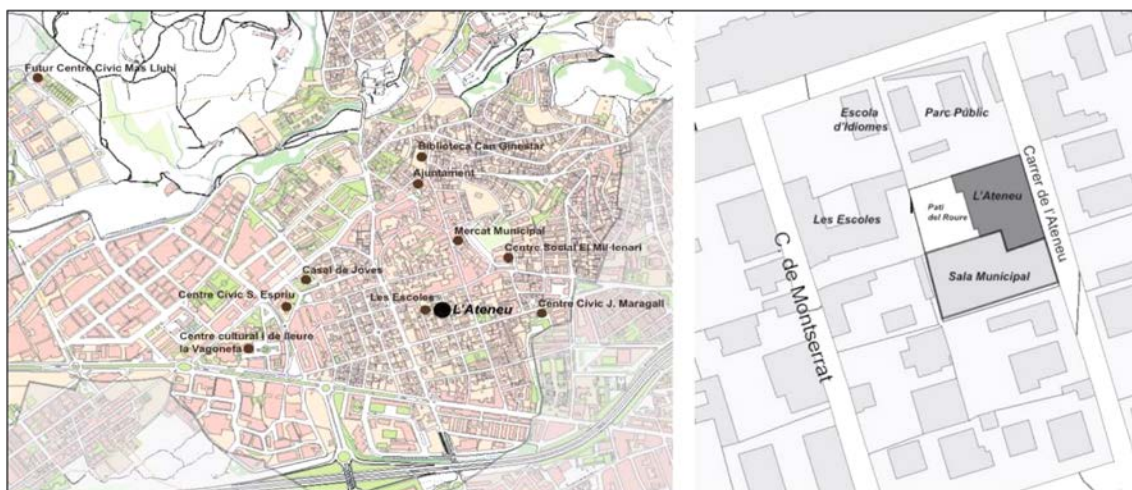 Futur Centre Cívic Mas Lluhí
Biblioteca Can Ginestar
Ajuntament
Mercat Municipal
Centre Social El Mil·lenari
Casal de Joves
Centre Cívic S. Espriu
Les Escoles
L'Ateneu
Centre Cívic J. Maragall
Centre cultural i de lleure
la Vagoneta
Escola
d'Idiomes
Parc Públic
Carrer de l'Ateneu
L'Ateneu
Pati
del Roure
Les Escoles
Sala Municipal
C. de Montserrat